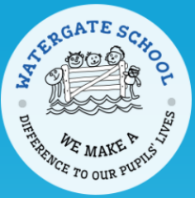 WATERGATE SCHOOL
WE MAKE A
DIFFERENCE TO OUR PUPILS' LIVES